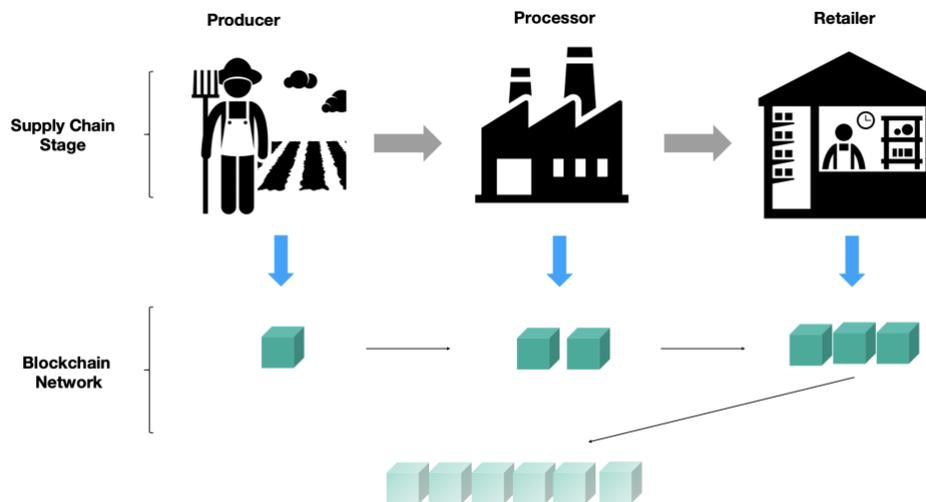 Producer
Processor
Retailer
Supply Chain
Stage
Blockchain
Network